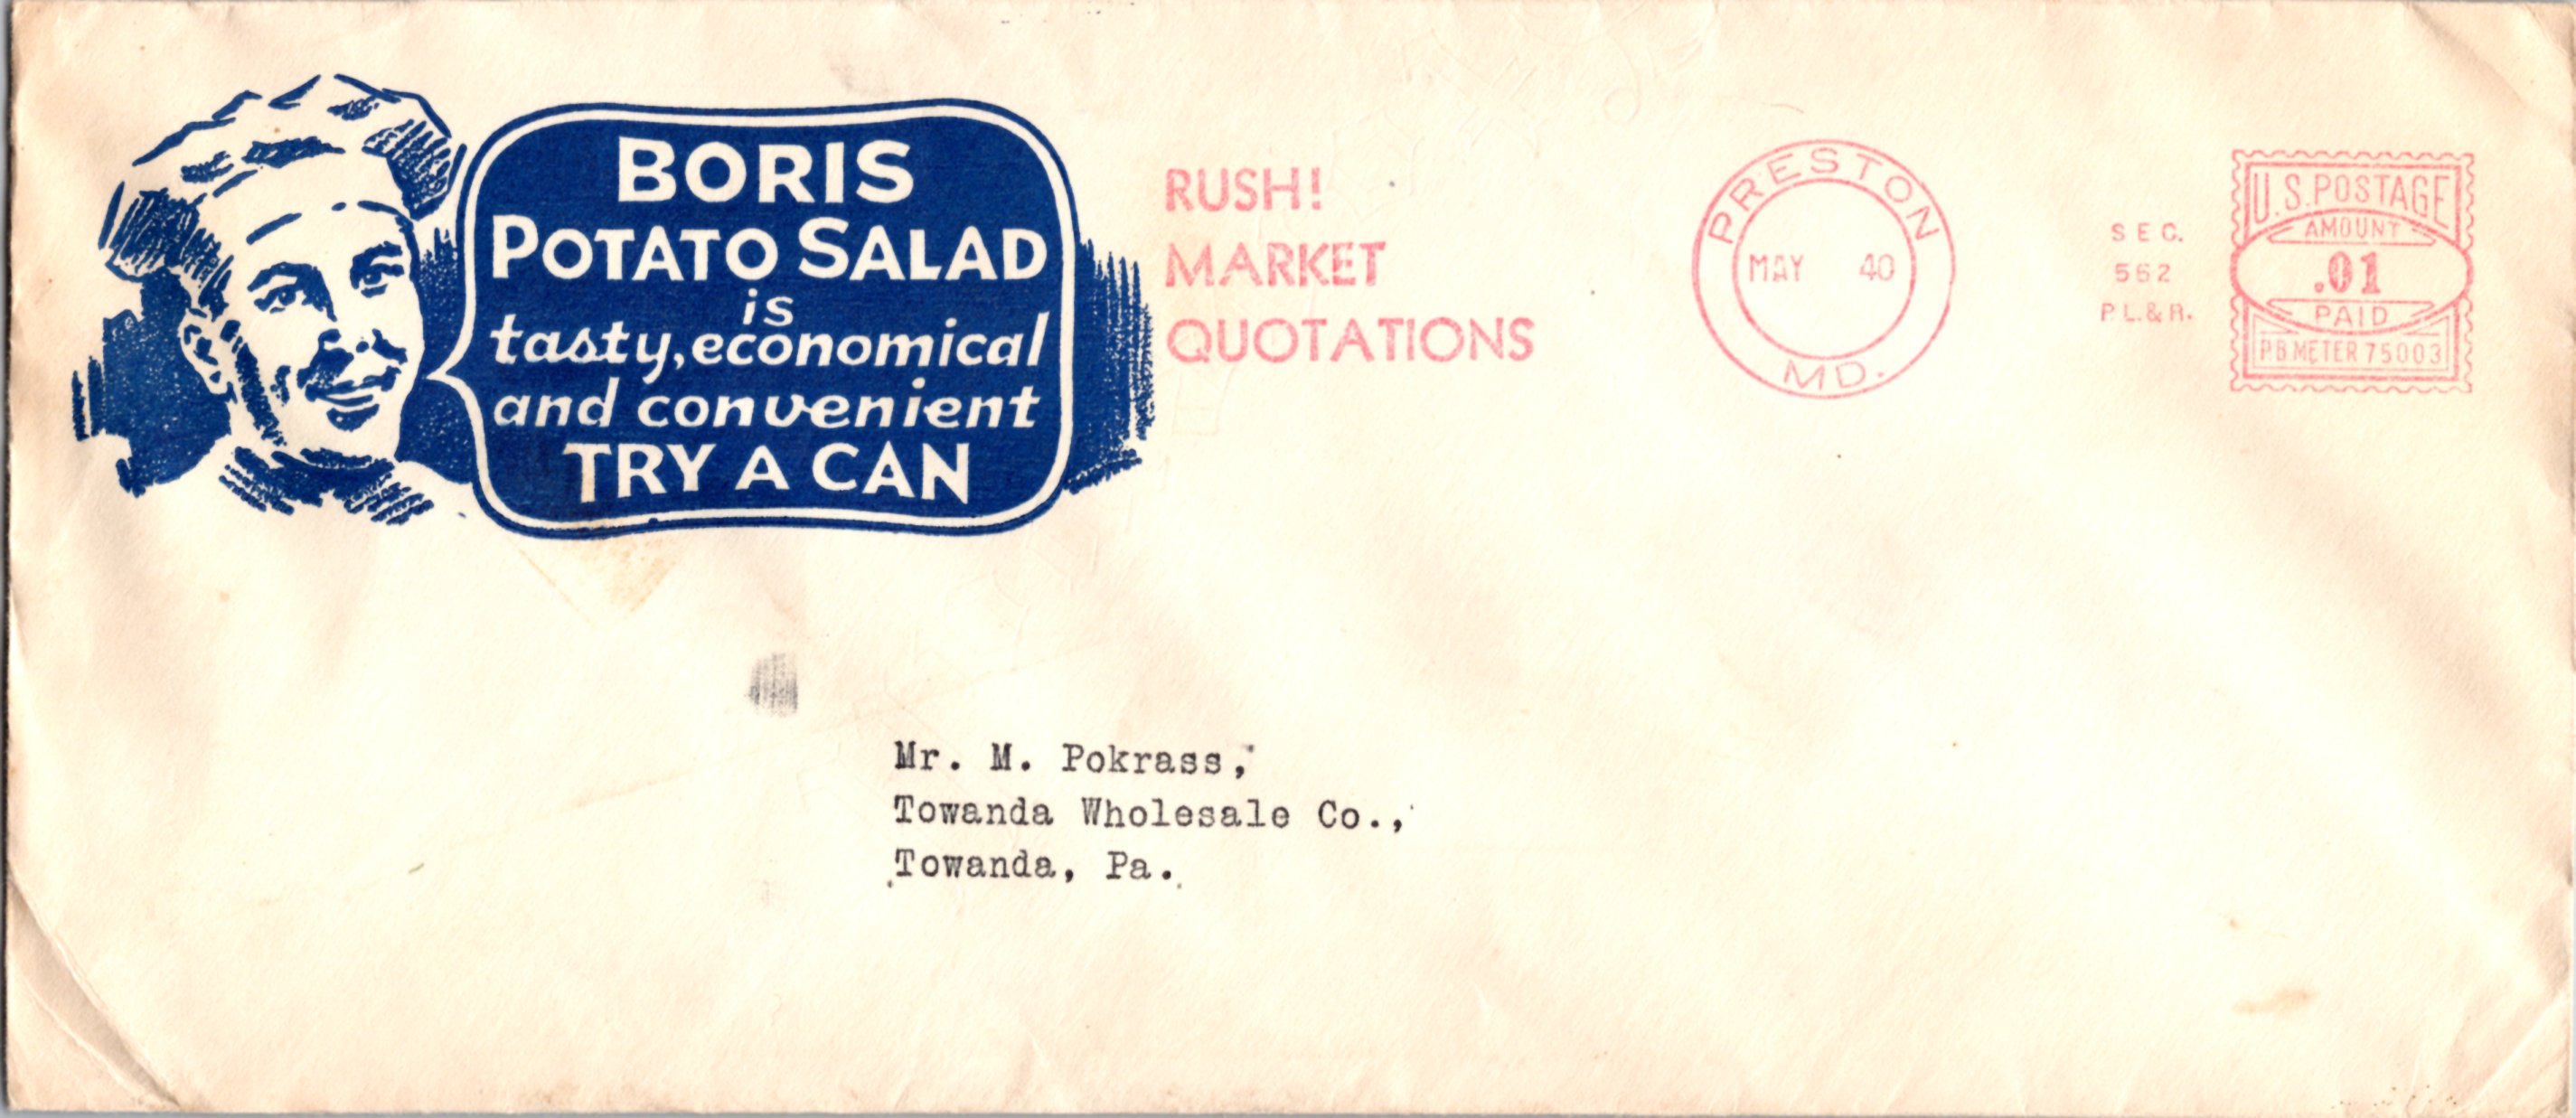 BORIS
POTATO SALAD
is
tasty, economical
and convenient
TRY A CAN
RUSH!
MARKET
QUOTATIONS
PRESTON
MAY 40
MD.
SEC.
562
P.L.&R.
U.S. POSTAGE
AMOUNT
.01
PAID
P.B. METER 75003
Mr. M. Pokrass,
Towanda Wholesale Co.,
Towanda, Pa.